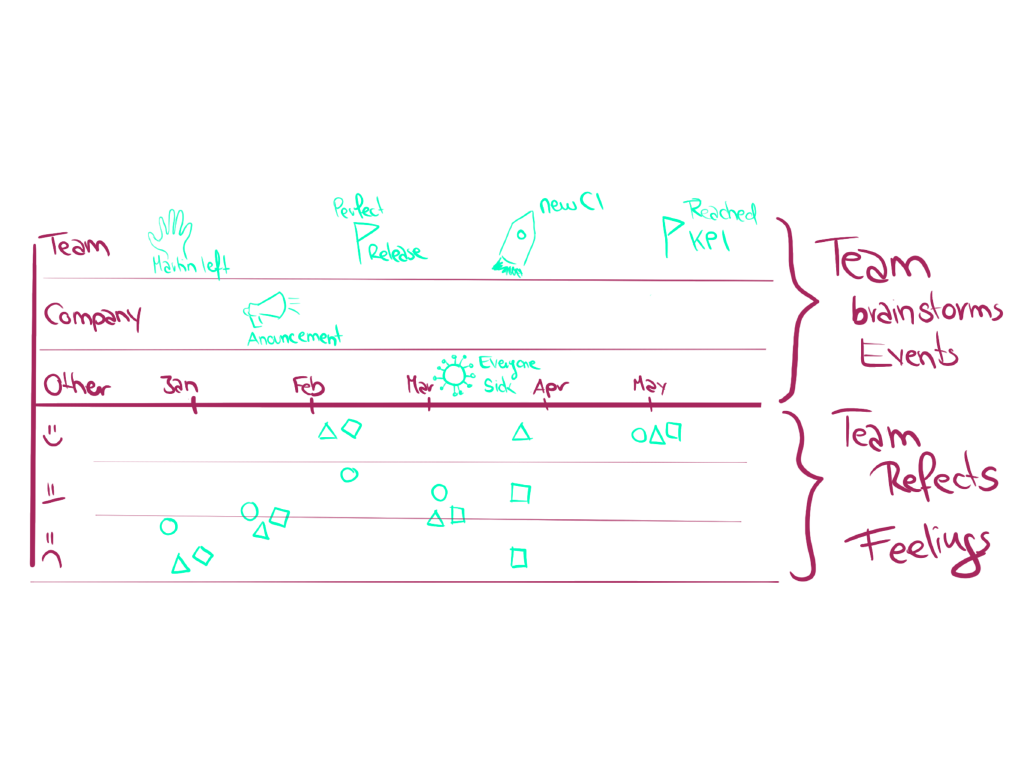 Perfect
Release
new CI
Reached
KPI
Team
Martin left
Company
Anouncement
Other
Jan
Feb
Mar
Everyone
Sick
Apr
May
Team
brainstorms
Events
Team
Refects
Feelings